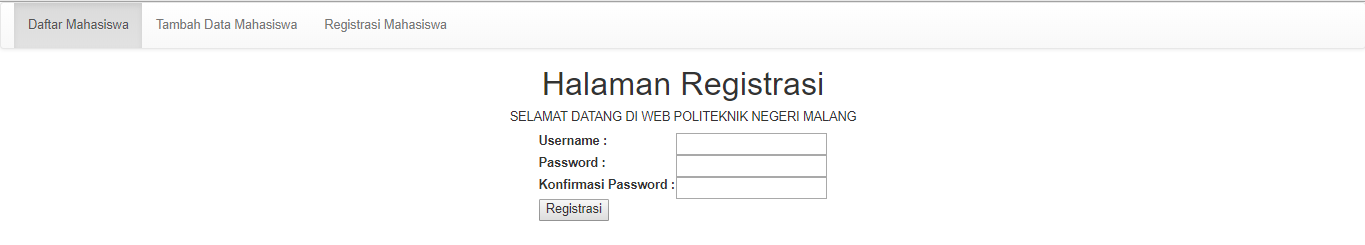 Daftar Mahasiswa Tambah Data Mahasiswa Registrasi Mahasiswa
Halaman Registrasi
SELAMAT DATANG DI WEB POLITEKNIK NEGERI MALANG
Username :
Password :
Konfirmasi Password :
Registrasi